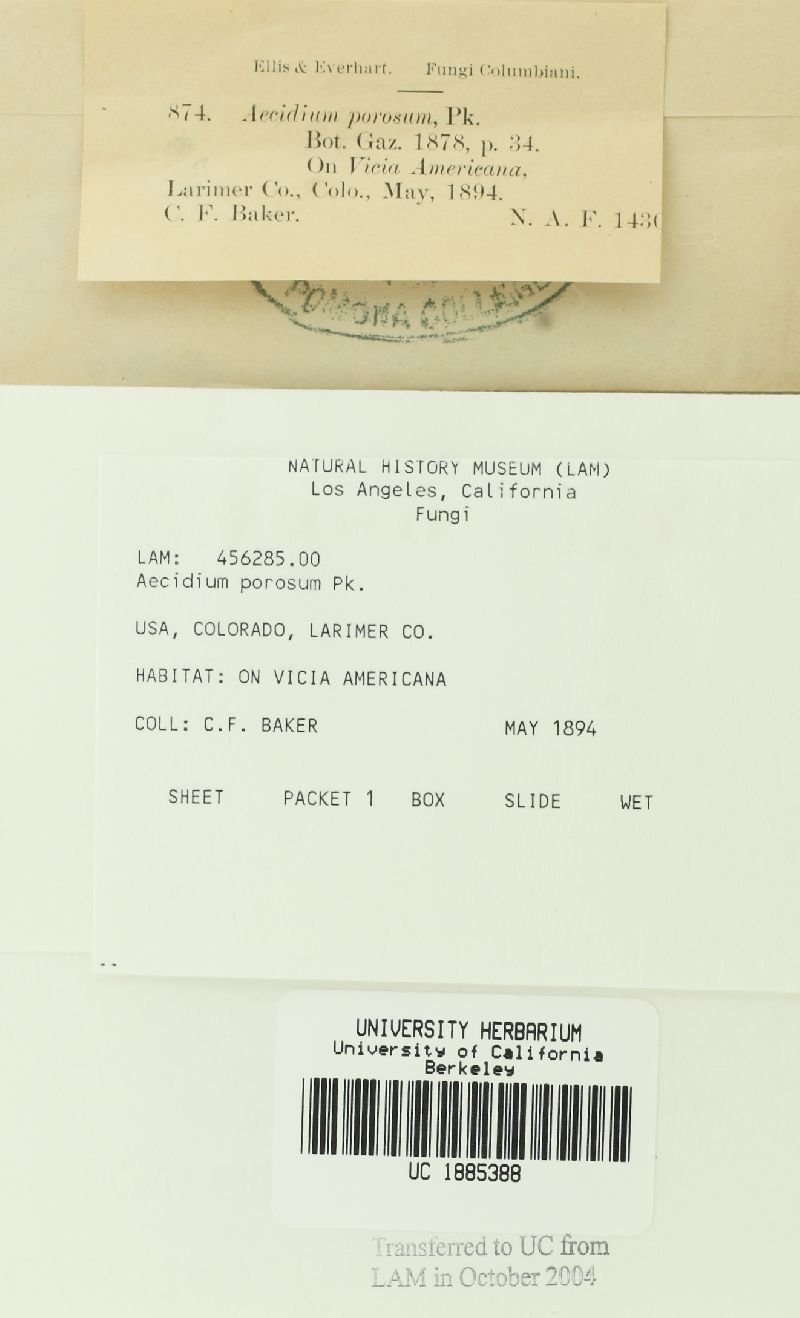 Ellis & Everhart. Fungi Columbiani.
874. Aecidium porosum, Pk.
Bot. Gaz. 1878, p. 34.
On Vicia Americana,
Larimer Co., Colo., May, 1894.
C. F. Baker. N. A. F. 143
POMONA COLLEGE
NATURAL HISTORY MUSEUM (LAM)
Los Angeles, California
Fungi
LAM: 456285.00
Aecidium porosum Pk.
USA, COLORADO, LARIMER CO.
HABITAT: ON VICIA AMERICANA
COLL: C.F. BAKER MAY 1894
SHEET PACKET 1 BOX SLIDE WET
--
UNIVERSITY HERBARIUM
University of California
Berkeley
UC 1885388
Transferred to UC from
LAM in October 2004